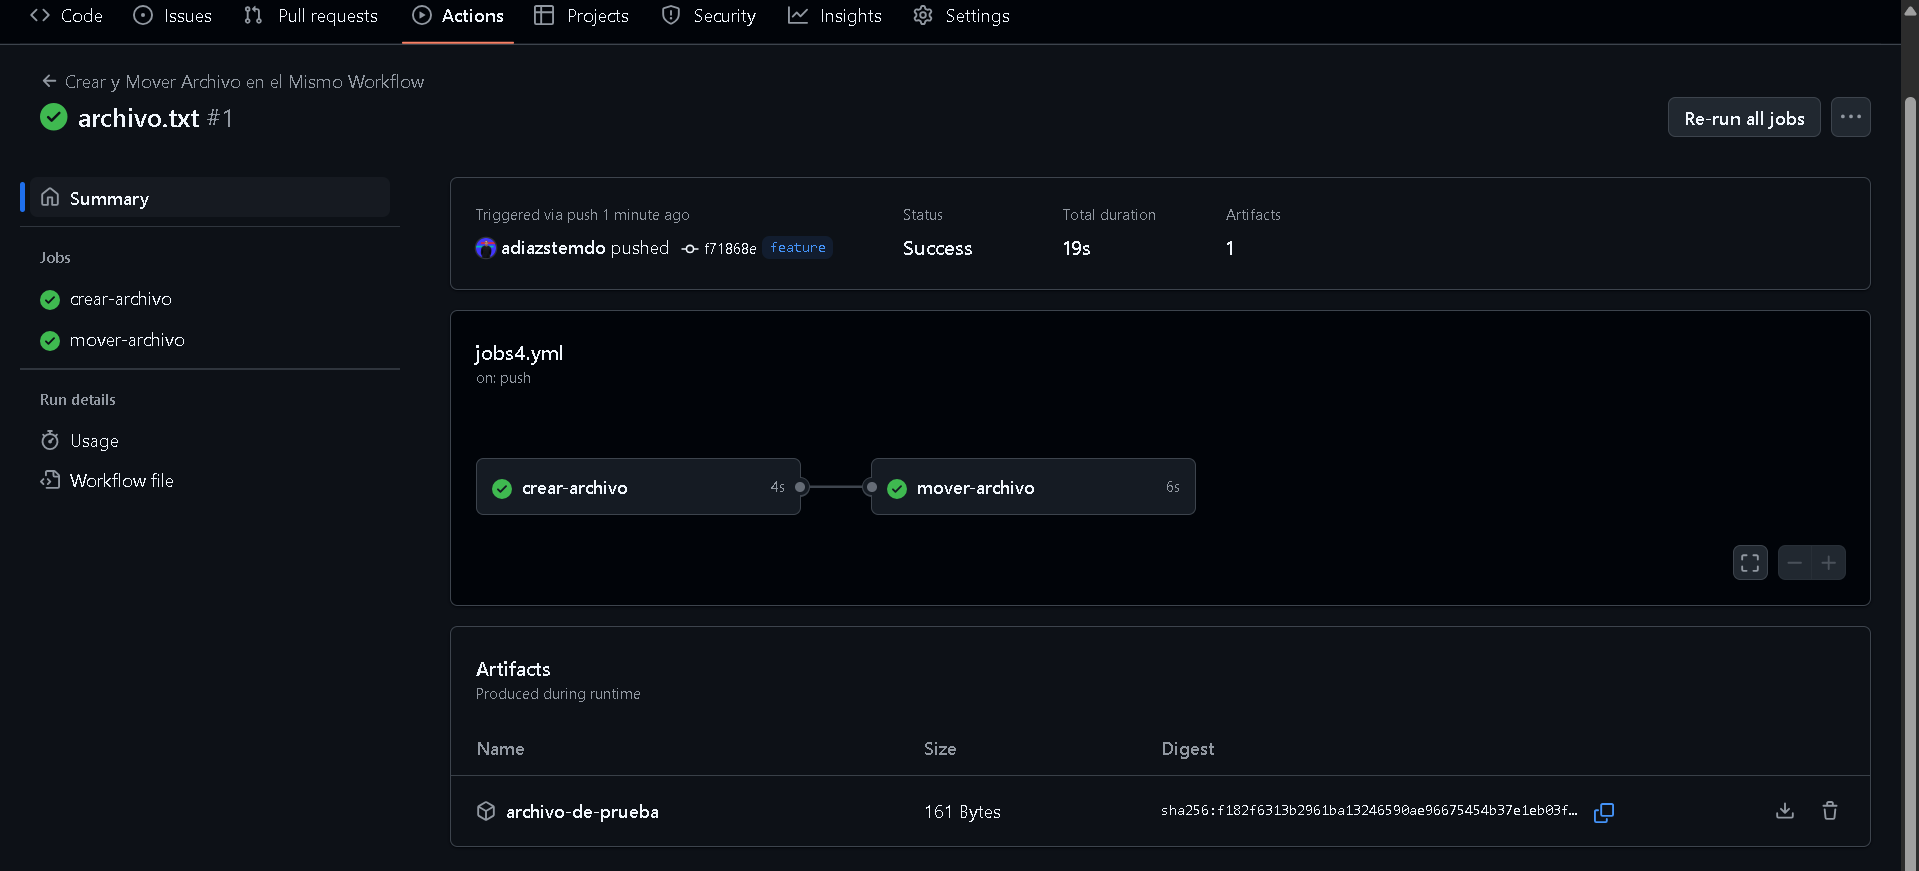 Code Issues Pull requests Actions Projects Security Insights Settings
Crear y Mover Archivo en el Mismo Workflow
archivo.txt #1
Re-run all jobs
Summary
Jobs
crear-archivo
mover-archivo
Run details
Usage
Workflow file
Triggered via push 1 minute ago
adiazstemdo pushed f71868e feature
Status
Success
Total duration
19s
Artifacts
1
jobs4.yml
on: push
crear-archivo 4s
mover-archivo 6s
Artifacts
Produced during runtime
Name Size Digest
archivo-de-prueba 161 Bytes sha256:f182f6313b2961ba13246590ae96675454b37e1eb03f…